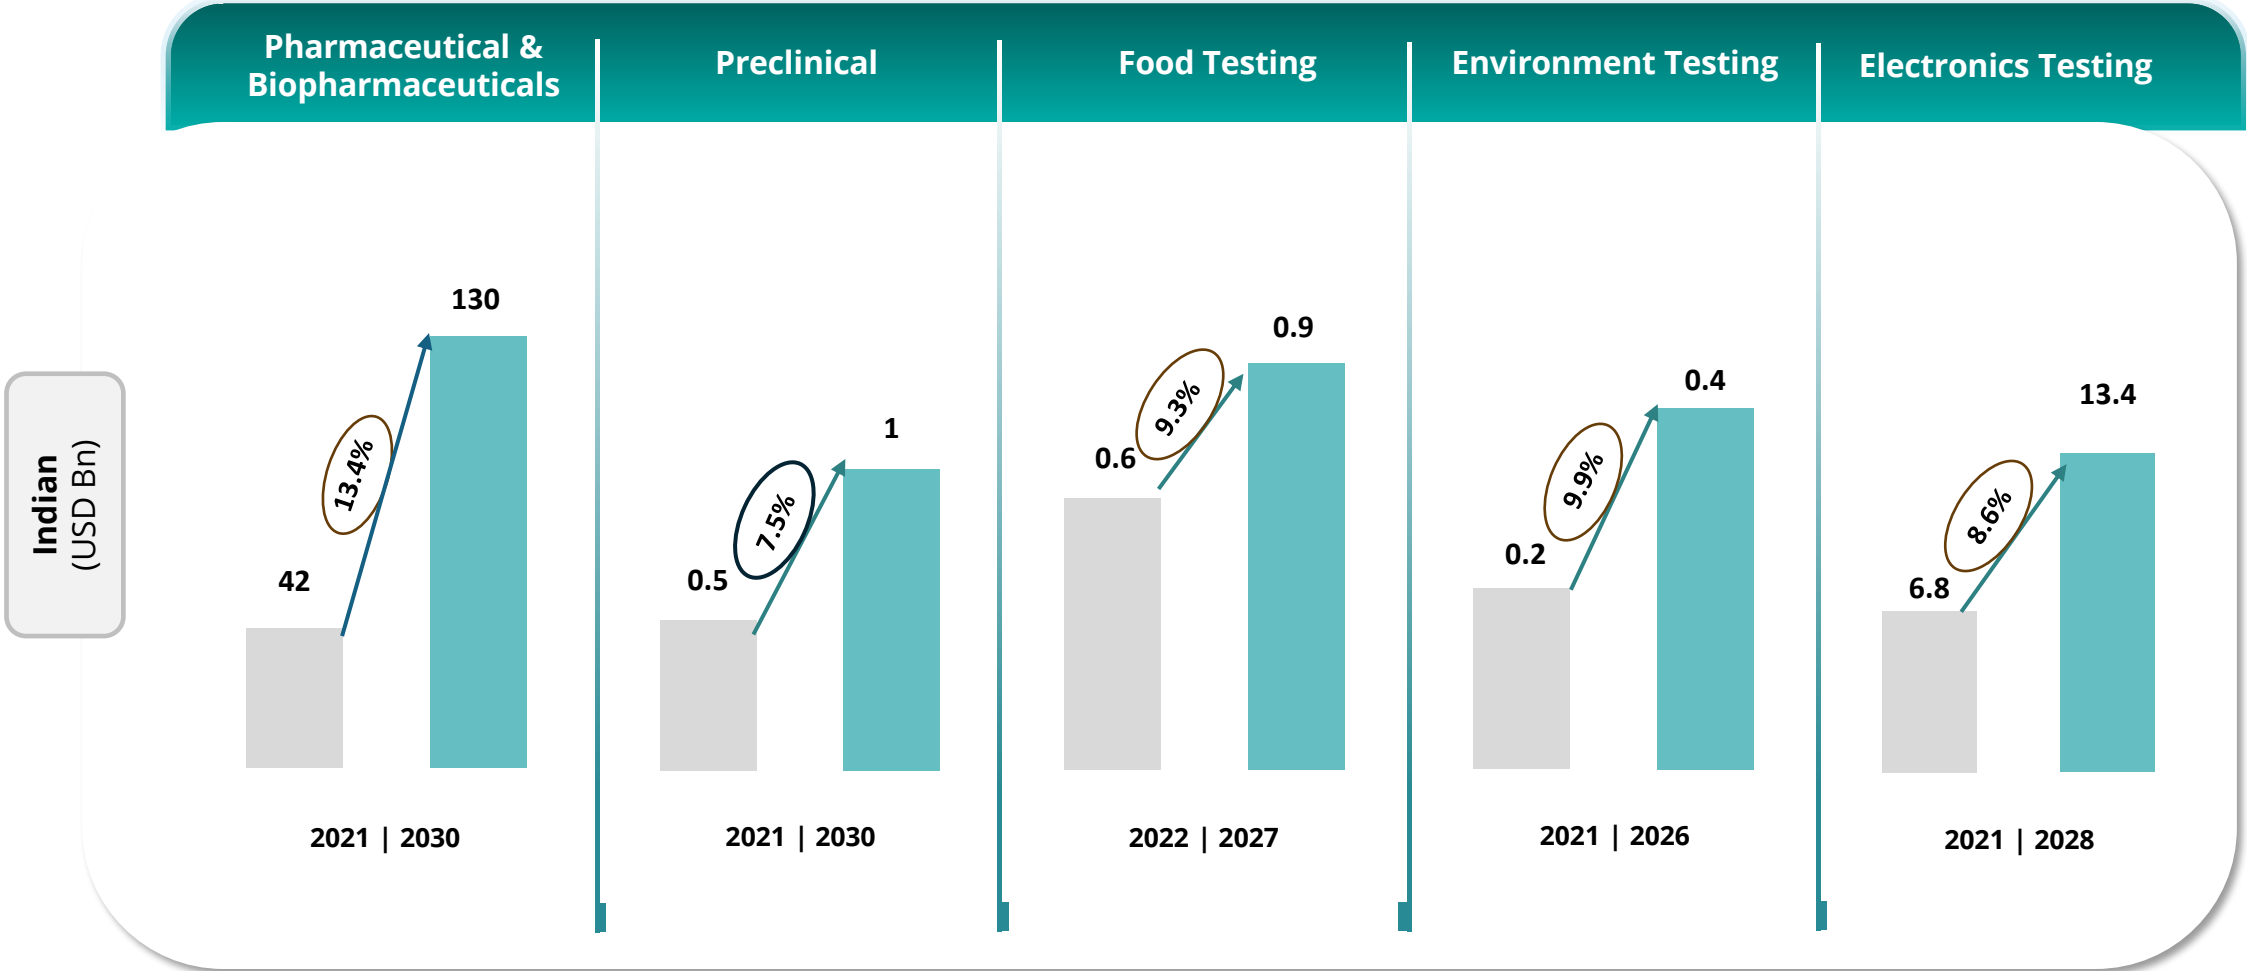 Pharmaceutical &
Biopharmaceuticals
Preclinical
Food Testing
Environment Testing
Electronics Testing
Indian
(USD Bn)
42
13.4%
130
2021 | 2030
0.5
7.5%
1
2021 | 2030
0.6
9.3%
0.9
2022 | 2027
0.2
9.9%
0.4
2021 | 2026
6.8
8.6%
13.4
2021 | 2028